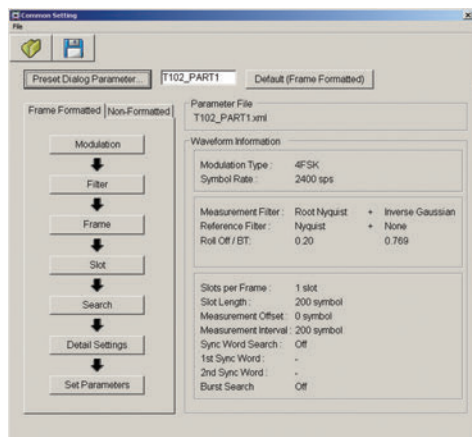 Common Setting
File
Preset Dialog Parameter... T102_PART1 Default (Frame Formatted)
Frame Formatted Non-Formatted
Modulation
Filter
Frame
Slot
Search
Detail Settings
Set Parameters
Parameter File
T102_PART1.xml
Waveform Information
Modulation Type : 4FSK
Symbol Rate : 2400 sps
Measurement Filter : Root Nyquist + Inverse Gaussian
Reference Filter : Nyquist + None
Roll Off / BT: 0.20 0.769
Slots per Frame : 1 slot
Slot Length : 200 symbol
Measurement Offset : 0 symbol
Measurement Interval : 200 symbol
Sync Word Search : Off
1st Sync Word : -
2nd Sync Word : -
Burst Search Off